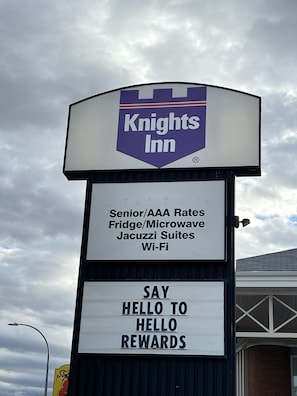 Knights
Inn
®
Senior/AAA Rates
Fridge/Microwave
Jacuzzi Suites
Wi-Fi
SAY
HELLO TO
HELLO
REWARDS